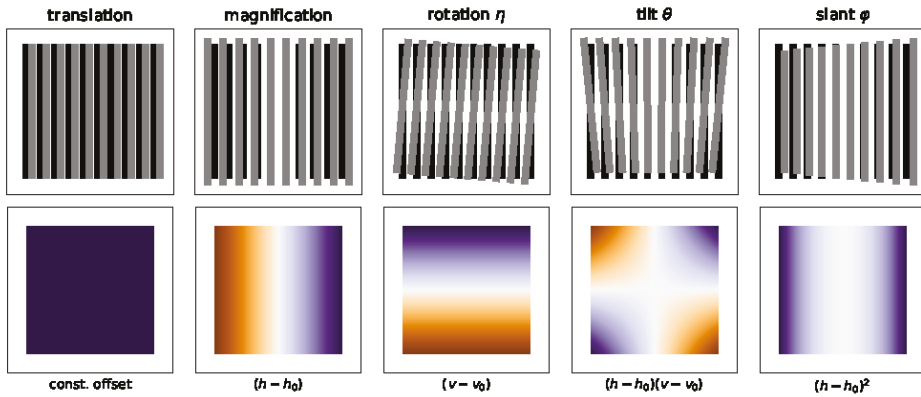 translation magnification rotation η tilt θ slant φ
const. offset (h − h₀) (v − v₀) (h − h₀)(v − v₀) (h − h₀)²